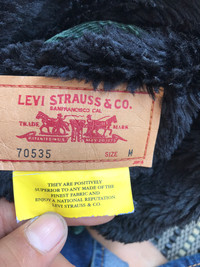 LEVI STRAUSS & CO.
SAN FRANCISCO, CAL.
TRADE MARK
70535 SIZE M
THEY ARE POSITIVELY
SUPERIOR TO ANY MADE OF THE
FINEST FABRIC AND
ENJOY A NATIONAL REPUTATION
LEVI STRAUSS & CO.